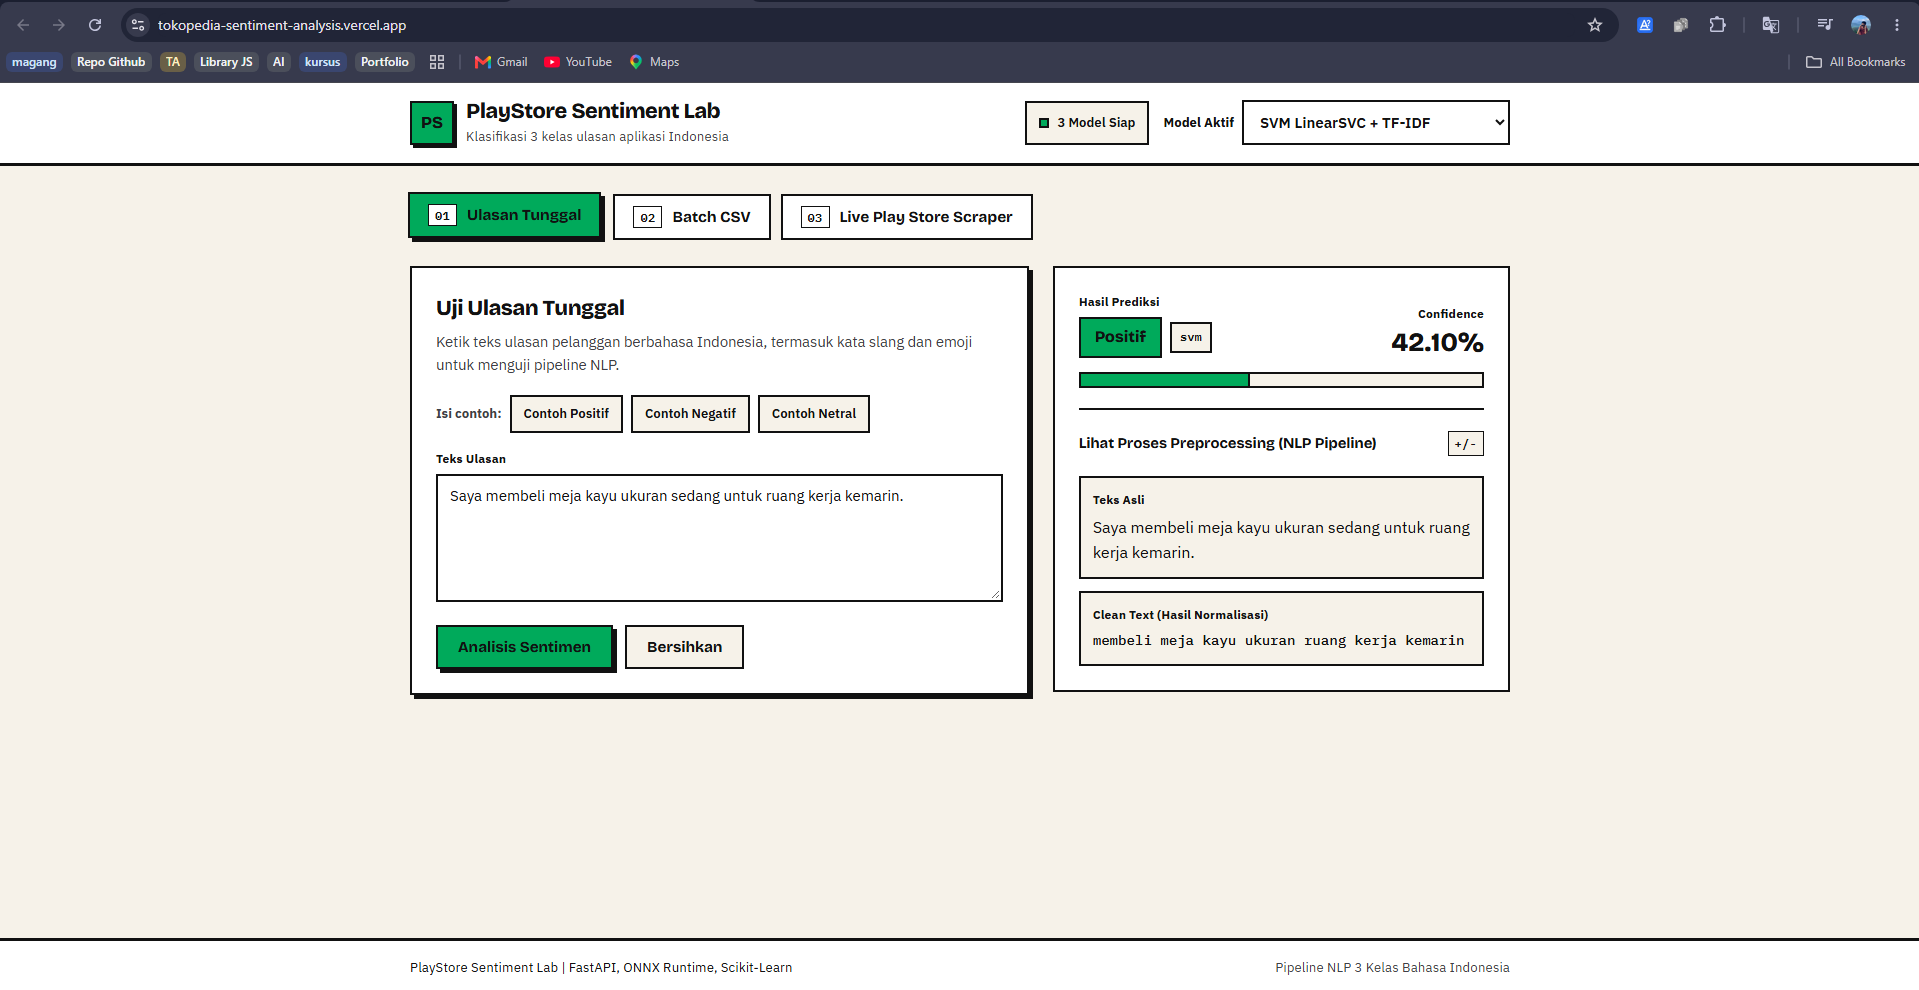 tokopedia-sentiment-analysis.vercel.app
magang
Repo Github
TA
Library JS
AI
kursus
Portfolio
Gmail
YouTube
Maps
All Bookmarks
PS
PlayStore Sentiment Lab
Klasifikasi 3 kelas ulasan aplikasi Indonesia
3 Model Siap
Model Aktif
SVM LinearSVC + TF-IDF
01 Ulasan Tunggal
02 Batch CSV
03 Live Play Store Scraper
Uji Ulasan Tunggal
Ketik teks ulasan pelanggan berbahasa Indonesia, termasuk kata slang dan emoji
untuk menguji pipeline NLP.
Isi contoh:
Contoh Positif
Contoh Negatif
Contoh Netral
Teks Ulasan
Saya membeli meja kayu ukuran sedang untuk ruang kerja kemarin.
Analisis Sentimen
Bersihkan
Hasil Prediksi
Positif
svm
Confidence
42.10%
Lihat Proses Preprocessing (NLP Pipeline)
+/-
Teks Asli
Saya membeli meja kayu ukuran sedang untuk ruang
kerja kemarin.
Clean Text (Hasil Normalisasi)
membeli meja kayu ukuran ruang kerja kemarin
PlayStore Sentiment Lab | FastAPI, ONNX Runtime, Scikit-Learn
Pipeline NLP 3 Kelas Bahasa Indonesia